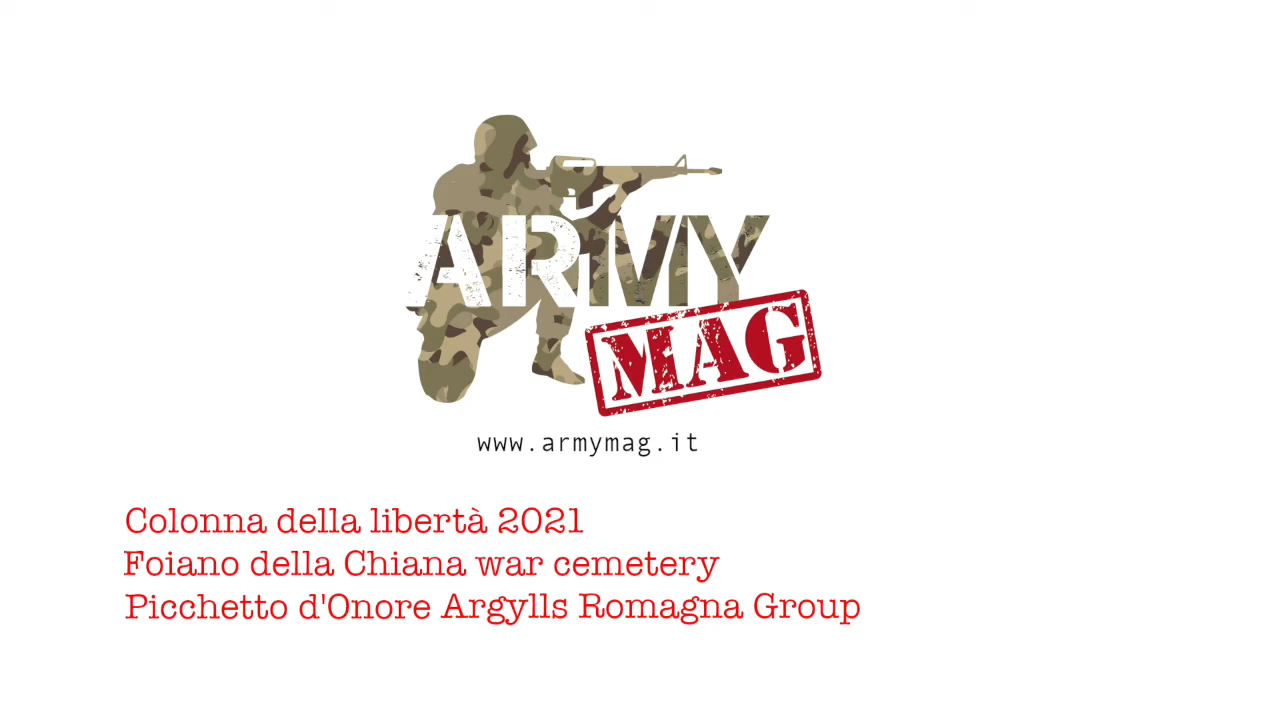 ARMY
MAG
www.armymag.it
Colonna della libertà 2021
Foiano della Chiana war cemetery
Picchetto d'Onore Argylls Romagna Group